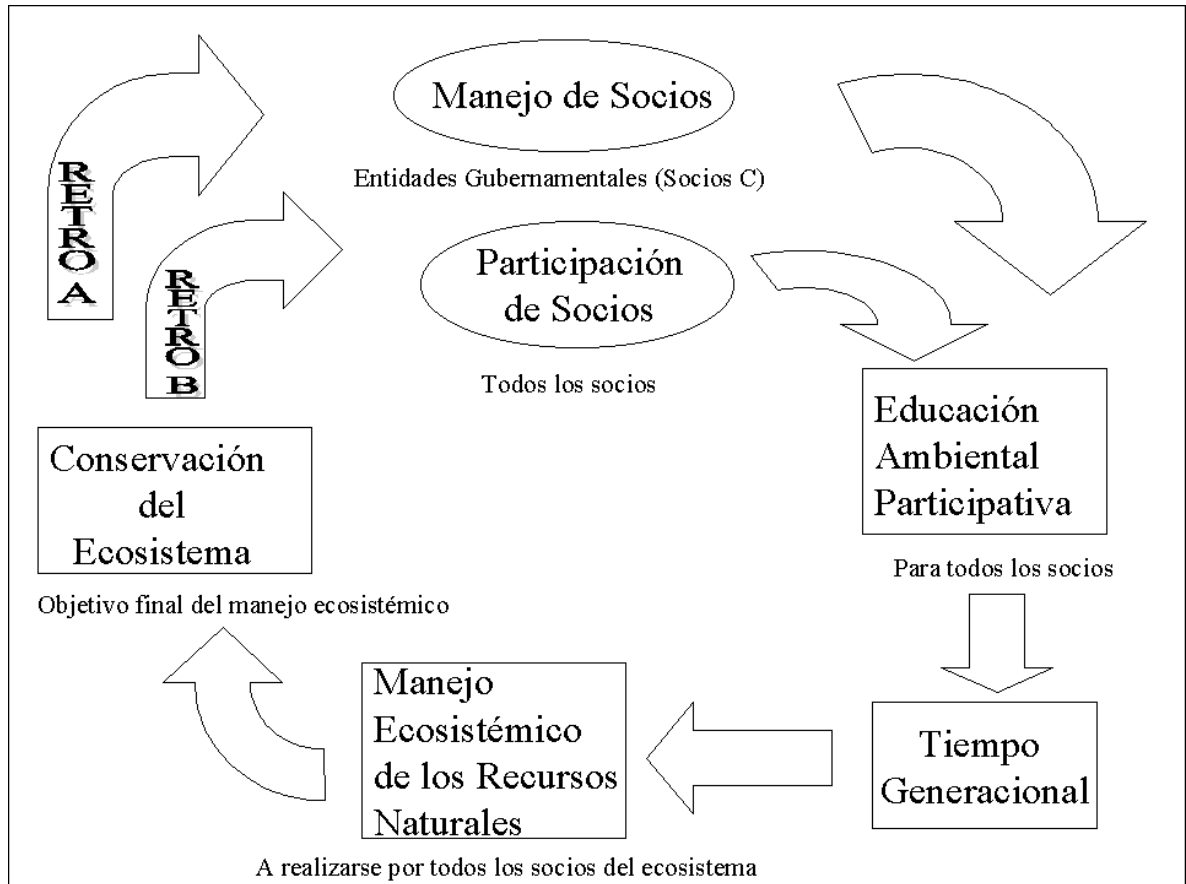 Manejo de Socios
Entidades Gubernamentales (Socios C)
RETRO A
Participación
de Socios
Todos los socios
RETRO B
Educación
Ambiental
Participativa
Para todos los socios
Conservación
del
Ecosistema
Objetivo final del manejo ecosistémico
Manejo
Ecosistémico
de los Recursos
Naturales
A realizarse por todos los socios del ecosistema
Tiempo
Generacional